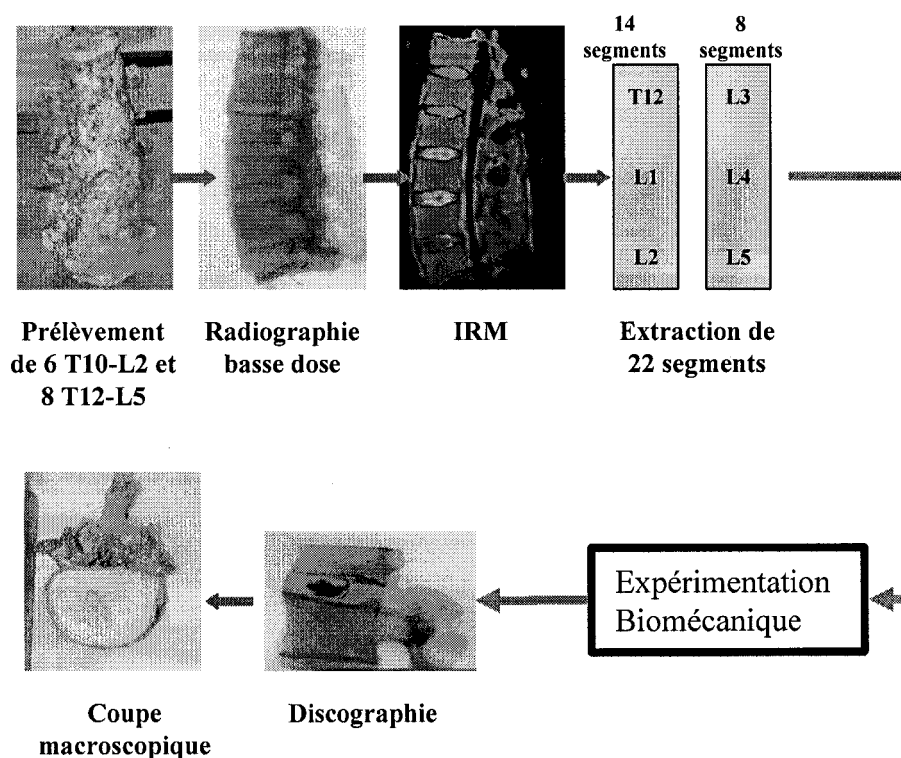 14
segments
8
segments
T12
L1
L2
L3
L4
L5
Prélèvement
de 6 T10-L2 et
8 T12-L5
Radiographie
basse dose
IRM
Extraction de
22 segments
Expérimentation
Biomécanique
Discographie
Coupe
macroscopique